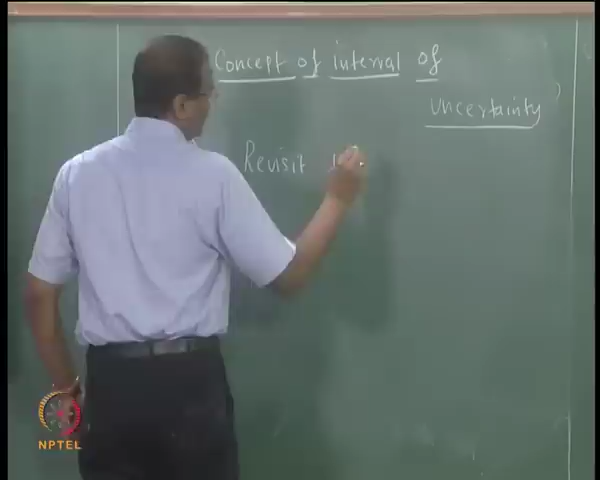 Concept of interval of
Uncertainty
Revisit
NPTEL